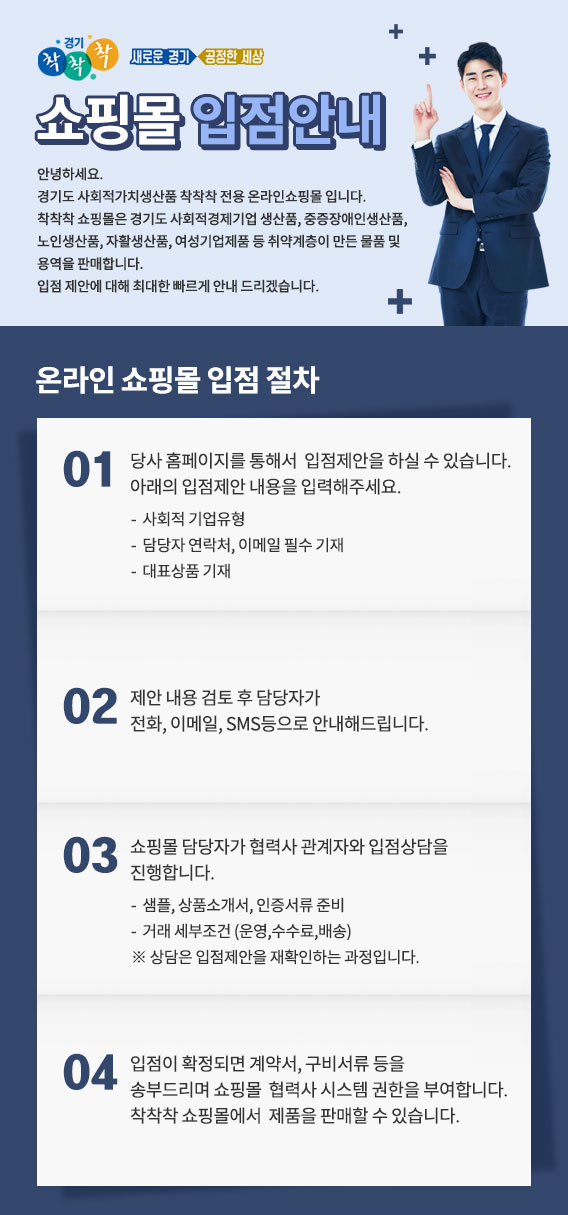 경기
착착착
새로운 경기 공정한 세상
쇼핑몰 입점안내
안녕하세요.
경기도 사회적가치생산품 착착착 전용 온라인쇼핑몰 입니다.
착착착 쇼핑몰은 경기도 사회적경제기업 생산품, 중증장애인생산품,
노인생산품, 자활생산품, 여성기업제품 등 취약계층이 만든 물품 및
용역을 판매합니다.
입점 제안에 대해 최대한 빠르게 안내 드리겠습니다.
온라인 쇼핑몰 입점 절차
01
당사 홈페이지를 통해서 입점제안을 하실 수 있습니다.
아래의 입점제안 내용을 입력해주세요.
- 사회적 기업유형
- 담당자 연락처, 이메일 필수 기재
- 대표상품 기재
02
제안 내용 검토 후 담당자가
전화, 이메일, SMS등으로 안내해드립니다.
03
쇼핑몰 담당자가 협력사 관계자와 입점상담을
진행합니다.
- 샘플, 상품소개서, 인증서류 준비
- 거래 세부조건 (운영,수수료,배송)
※ 상담은 입점제안을 재확인하는 과정입니다.
04
입점이 확정되면 계약서, 구비서류 등을
송부드리며 쇼핑몰 협력사 시스템 권한을 부여합니다.
착착착 쇼핑몰에서 제품을 판매할 수 있습니다.